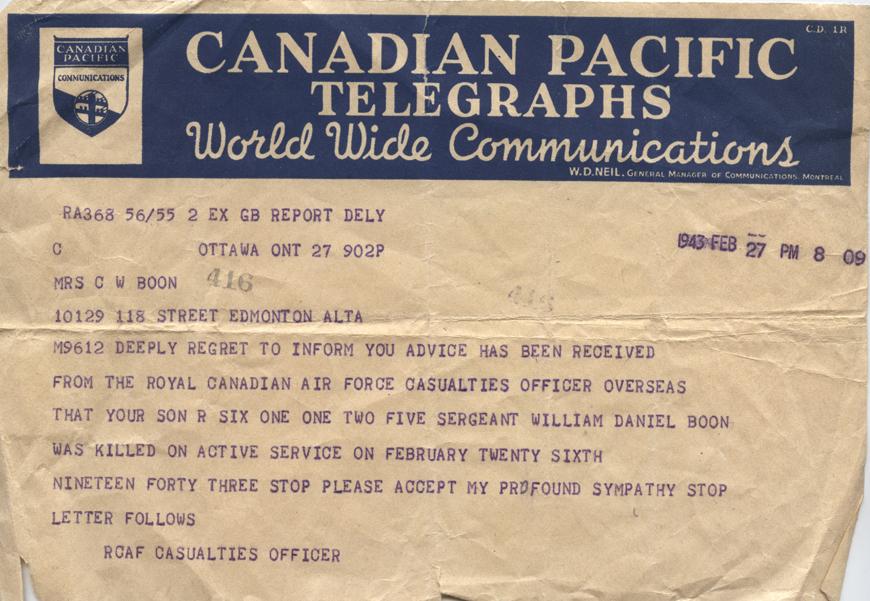 C.D. 1R
CANADIAN PACIFIC
COMMUNICATIONS
CANADIAN PACIFIC
TELEGRAPHS
World Wide Communications
W.D. NEIL, GENERAL MANAGER OF COMMUNICATIONS, MONTREAL
RA368 56/55 2 EX GB REPORT DELY
C OTTAWA ONT 27 902P
1943 FEB 27 PM 8 09
MRS C W BOON 416
10129 118 STREET EDMONTON ALTA
M9612 DEEPLY REGRET TO INFORM YOU ADVICE HAS BEEN RECEIVED
FROM THE ROYAL CANADIAN AIR FORCE CASUALTIES OFFICER OVERSEAS
THAT YOUR SON R SIX ONE ONE TWO FIVE SERGEANT WILLIAM DANIEL BOON
WAS KILLED ON ACTIVE SERVICE ON FEBRUARY TWENTY SIXTH
NINETEEN FORTY THREE STOP PLEASE ACCEPT MY PROFOUND SYMPATHY STOP
LETTER FOLLOWS
RCAF CASUALTIES OFFICER